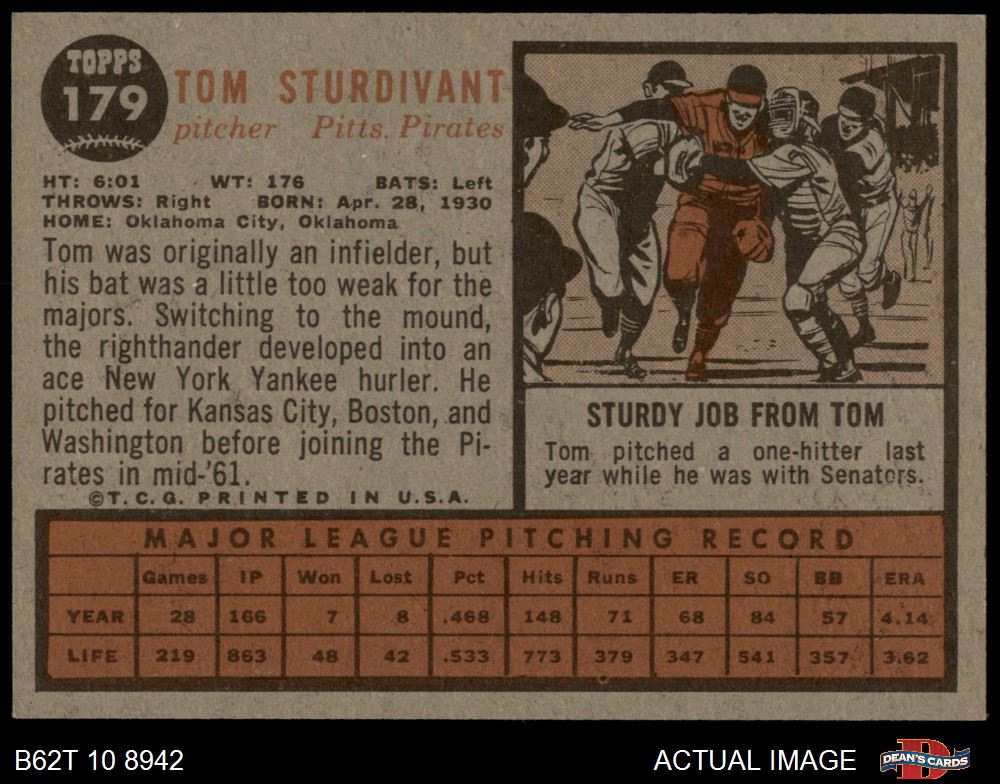 TOPPS
179
TOM STURDIVANT
pitcher Pitts. Pirates
HT: 6:01 WT: 176 BATS: Left
THROWS: Right BORN: Apr. 28, 1930
HOME: Oklahoma City, Oklahoma
Tom was originally an infielder, but
his bat was a little too weak for the
majors. Switching to the mound,
the righthander developed into an
ace New York Yankee hurler. He
pitched for Kansas City, Boston, and
Washington before joining the Pi-
rates in mid-'61.
©T.C.G. PRINTED IN U.S.A.
STURDY JOB FROM TOM
Tom pitched a one-hitter last
year while he was with Senators.
MAJOR LEAGUE PITCHING RECORD
Games IP Won Lost Pct Hits Runs ER SO BB ERA
YEAR 28 166 7 8 .468 148 71 68 84 57 4.14
LIFE 219 863 48 42 .533 773 379 347 541 357 3.62
B62T 10 8942 ACTUAL IMAGE DEAN'S CARDS